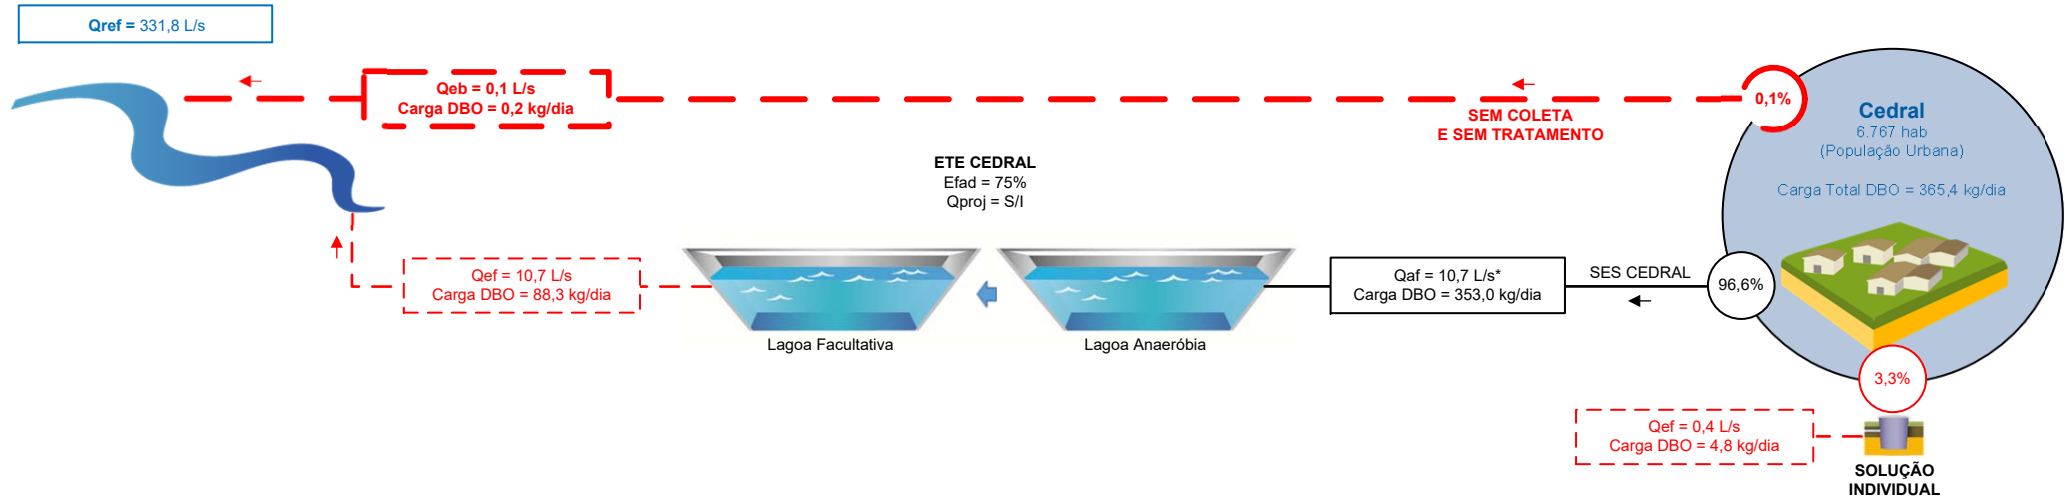 Qref = 331,8 L/s
Qeb = 0,1 L/s
Carga DBO = 0,2 kg/dia
SEM COLETA
E SEM TRATAMENTO
0,1%
Cedral
6.767 hab
(População Urbana)
Carga Total DBO = 365,4 kg/dia
ETE CEDRAL
Efad = 75%
Qproj = S/I
Qef = 10,7 L/s
Carga DBO = 88,3 kg/dia
Lagoa Facultativa
Lagoa Anaeróbia
Qaf = 10,7 L/s*
Carga DBO = 353,0 kg/dia
SES CEDRAL
96,6%
3,3%
Qef = 0,4 L/s
Carga DBO = 4,8 kg/dia
SOLUÇÃO
INDIVIDUAL